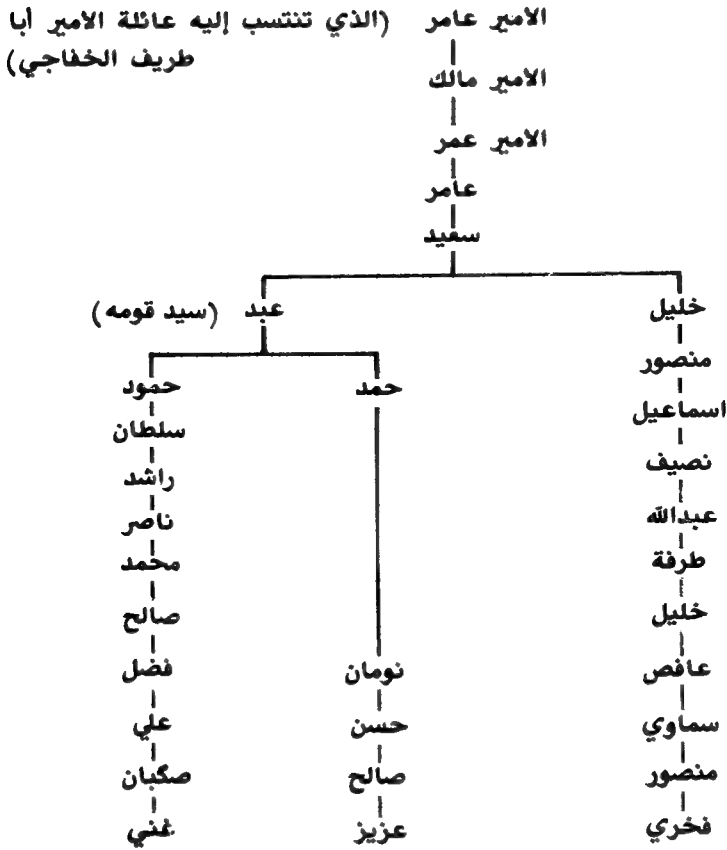 الامير عامر (الذي تنتسب إليه عائلة الامير أبا
طريف الخفاجي)
الامير مالك
الامير عمر
عامر
سعيد
خليل
منصور
اسماعيل
نصيف
عبدالله
طرفة
خليل
عافص
سماوي
منصور
فخري
عبد (سيد قومه)
حمد
نومان
حسن
صالح
عزيز
حمود
سلطان
راشد
ناصر
محمد
صالح
فضل
علي
صگبان
غني